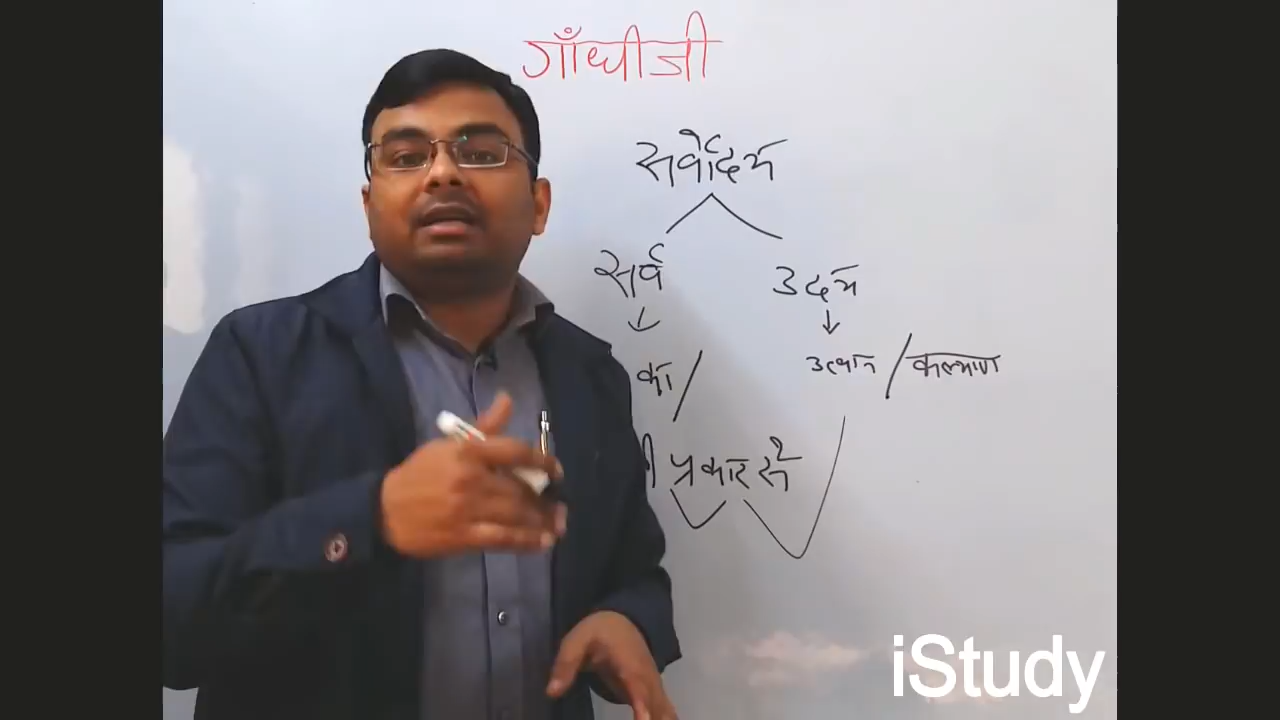 गाँधीजी
सर्वोदय
सर्व उदय
का/ उत्थान/कल्याण
प्रकार से
iStudy